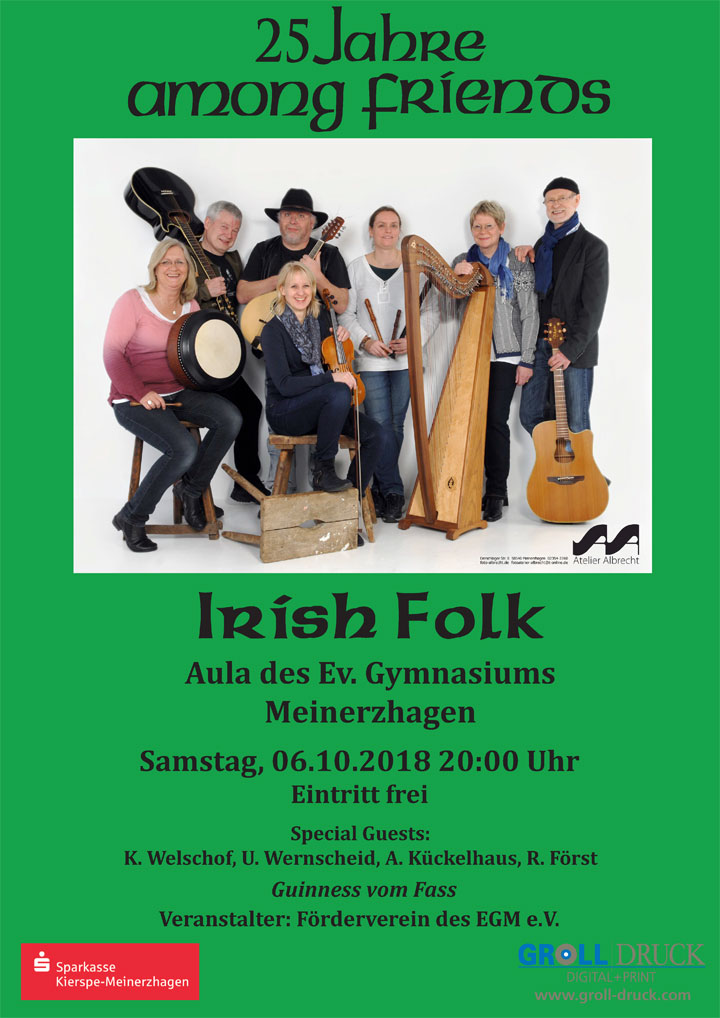 25 Jahre
among friends
Atelier Albrecht
Irish Folk
Aula des Ev. Gymnasiums
Meinerzhagen
Samstag, 06.10.2018 20:00 Uhr
Eintritt frei
Special Guests:
K. Welschof, U. Wernscheid, A. Kückelhaus, R. Först
Guinness vom Fass
Veranstalter: Förderverein des EGM e.V.
Sparkasse
Kierspe-Meinerzhagen
GROLL DRUCK
DIGITAL+PRINT
www.groll-druck.com